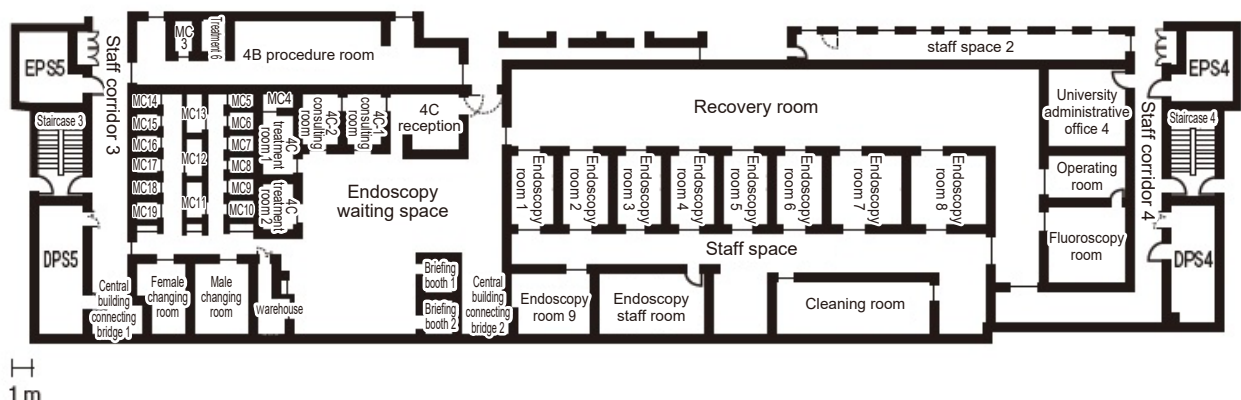 EPS5
Staff corridor 3
MC
3
Treatment 6
4B procedure room
staff space 2
EPS4
Staircase 3
MC14
MC15
MC16
MC17
MC18
MC19
MC13
MC12
MC11
MC5
MC6
MC7
MC8
MC9
MC10
MC4
4C
treatment
room 1
4C
treatment
room 2
4C-2
consulting
room
4C-1
consulting
room
4C
reception
Recovery room
University
administrative
office 4
Staff corridor 4
Staircase 4
Endoscopy
waiting space
Endoscopy
room 1
Endoscopy
room 2
Endoscopy
room 3
Endoscopy
room 4
Endoscopy
room 5
Endoscopy
room 6
Endoscopy
room 7
Endoscopy
room 8
Operating
room
Staff space
Fluoroscopy
room
DPS5
DPS4
Central
building
connecting
bridge 1
Female
changing
room
Male
changing
room
warehouse
Briefing
booth 1
Briefing
booth 2
Central
building
connecting
bridge 2
Endoscopy
room 9
Endoscopy
staff room
Cleaning room
1 m